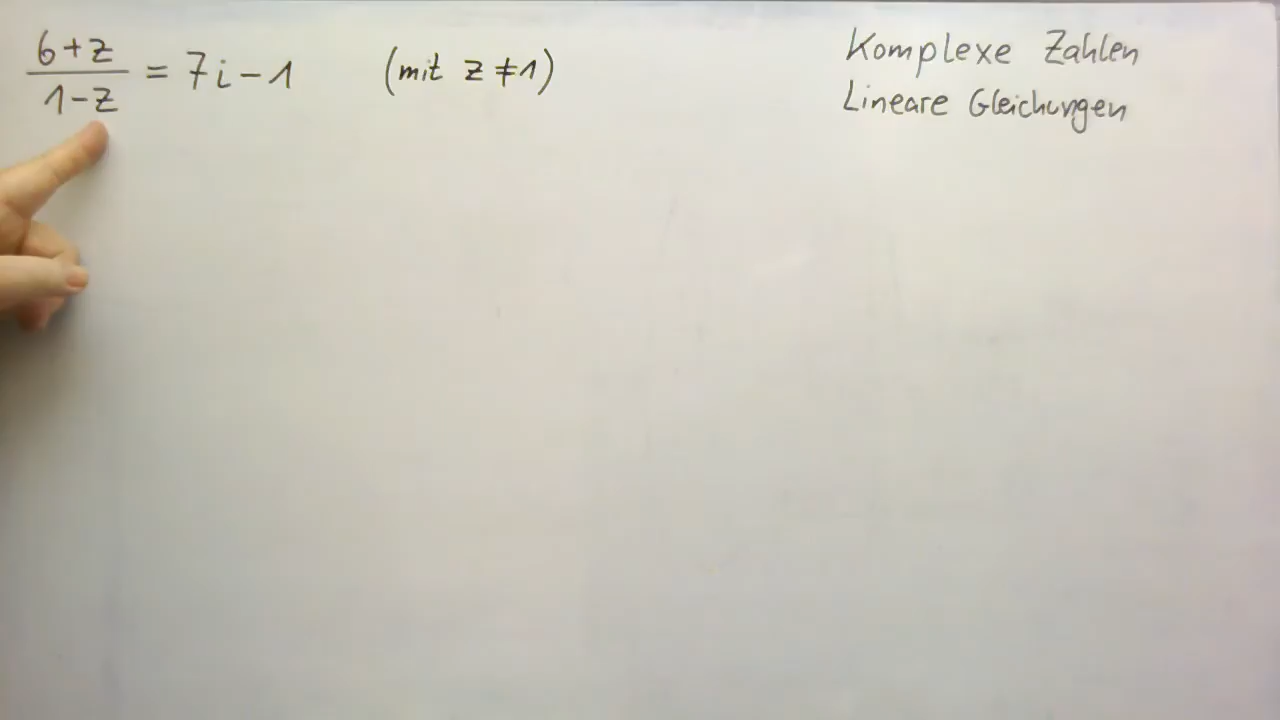 6+z
1-z
= 7i-1 (mit z≠1)
Komplexe Zahlen
Lineare Gleichungen